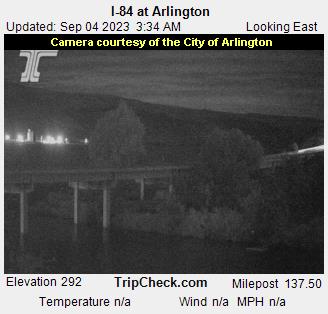 I-84 at Arlington
Updated: Sep 04 2023 3:34 AM Looking East
Camera courtesy of the City of Arlington
Elevation 292 TripCheck.com Milepost 137.50
Temperature n/a Wind n/a MPH n/a